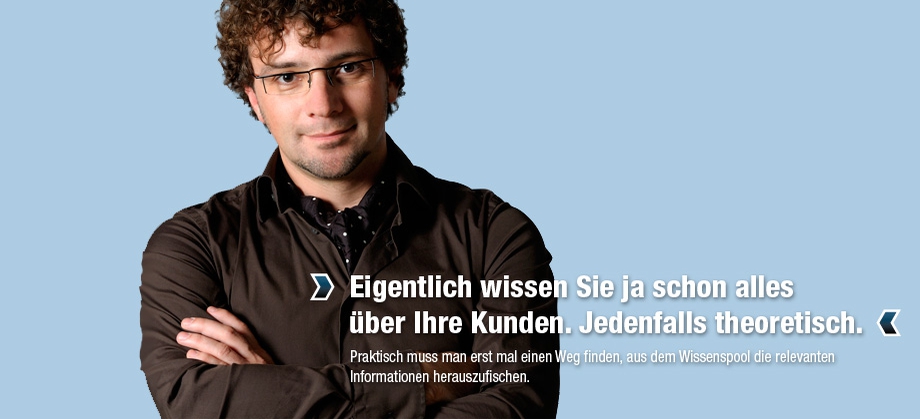 Eigentlich wissen Sie ja schon alles
über Ihre Kunden. Jedenfalls theoretisch.
Praktisch muss man erst mal einen Weg finden, aus dem Wissenspool die relevanten
Informationen herauszufischen.